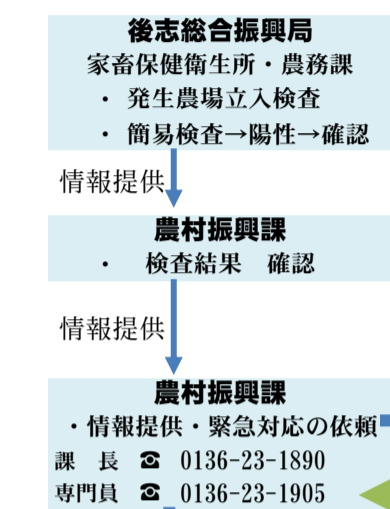 後志総合振興局
家畜保健衛生所・農務課
・ 発生農場立入検査
・ 簡易検査→陽性→確認
情報提供
農村振興課
・ 検査結果 確認
情報提供
農村振興課
・情報提供・緊急対応の依頼
課 長 ☎ 0136-23-1890
専門員 ☎ 0136-23-1905